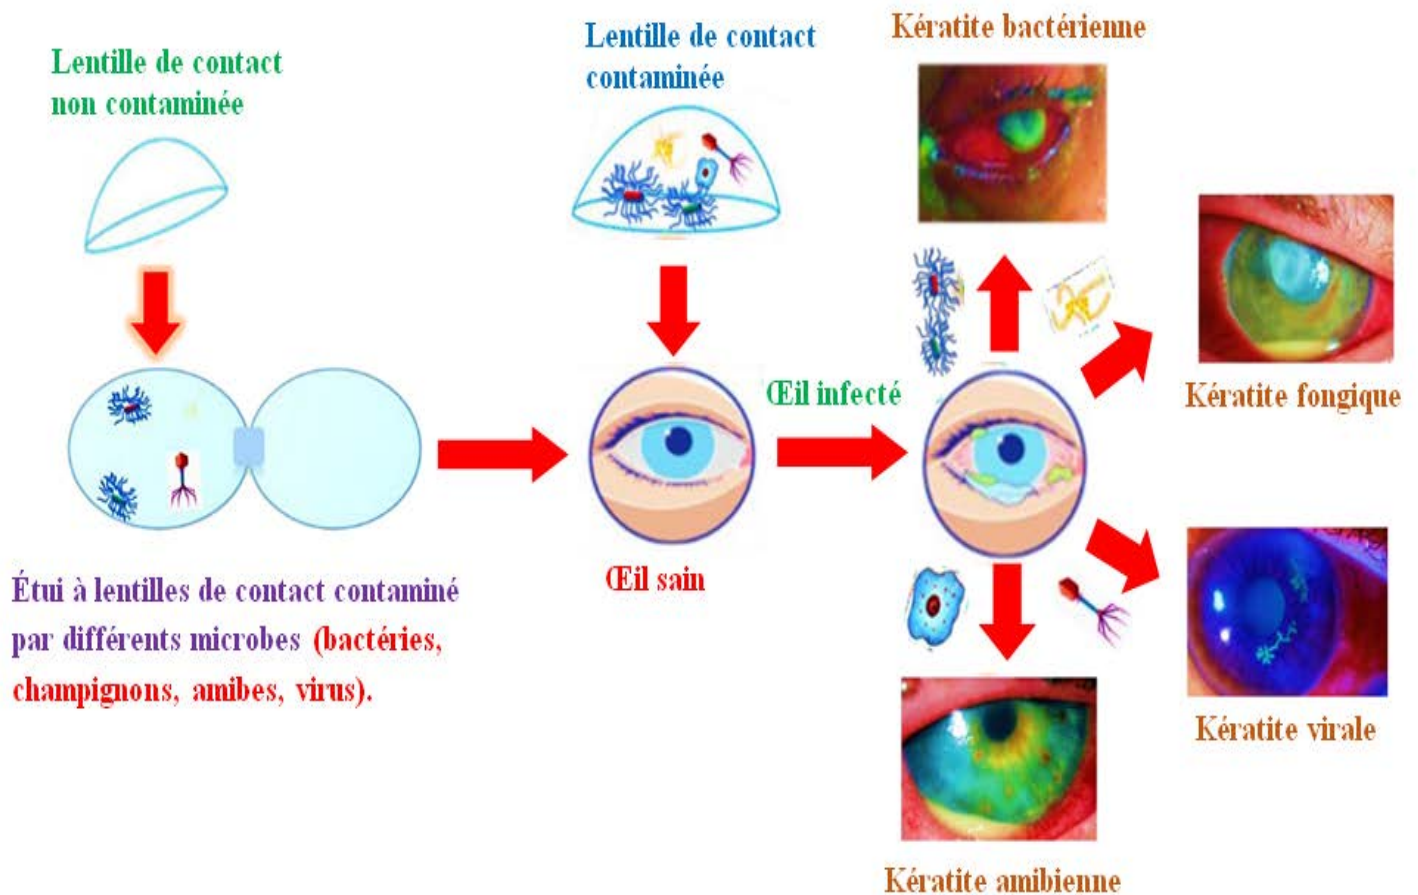 Lentille de contact
non contaminée
Lentille de contact
contaminée
Kératite bactérienne
Kératite fongique
Œil infecté
Œil sain
Étui à lentilles de contact contaminé
par différents microbes (bactéries,
champignons, amibes, virus).
Kératite virale
Kératite amibienne